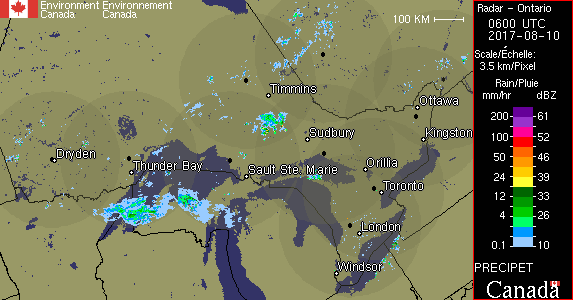 Environment Environnement
Canada Canada
100 KM
Timmins
Ottawa
Sudbury
Kingston
Dryden
Thunder Bay
Sault Ste. Marie
Orillia
Toronto
London
Windsor
Radar - Ontario
0600 UTC
2017-08-10
Scale/Échelle:
3.5 km/Pixel
Rain/Pluie
mm/hr dBZ
200 61
100 52
50 46
24 39
12 33
4 26
0.1 10
PRECIPET
Canada